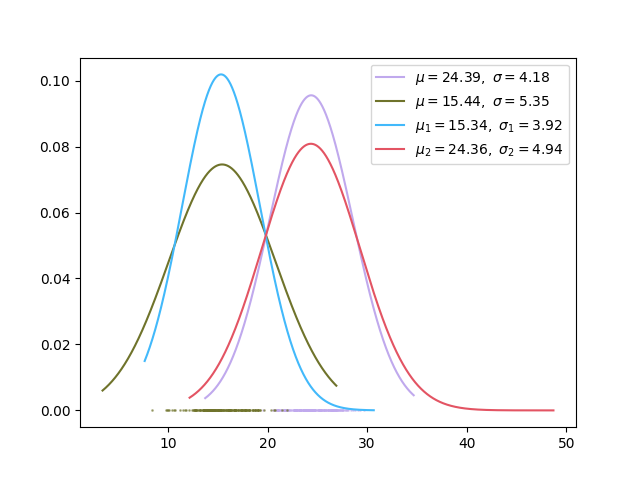 μ = 24.39, σ = 4.18
μ = 15.44, σ = 5.35
μ₁ = 15.34, σ₁ = 3.92
μ₂ = 24.36, σ₂ = 4.94
0.10
0.08
0.06
0.04
0.02
0.00
10 20 30 40 50